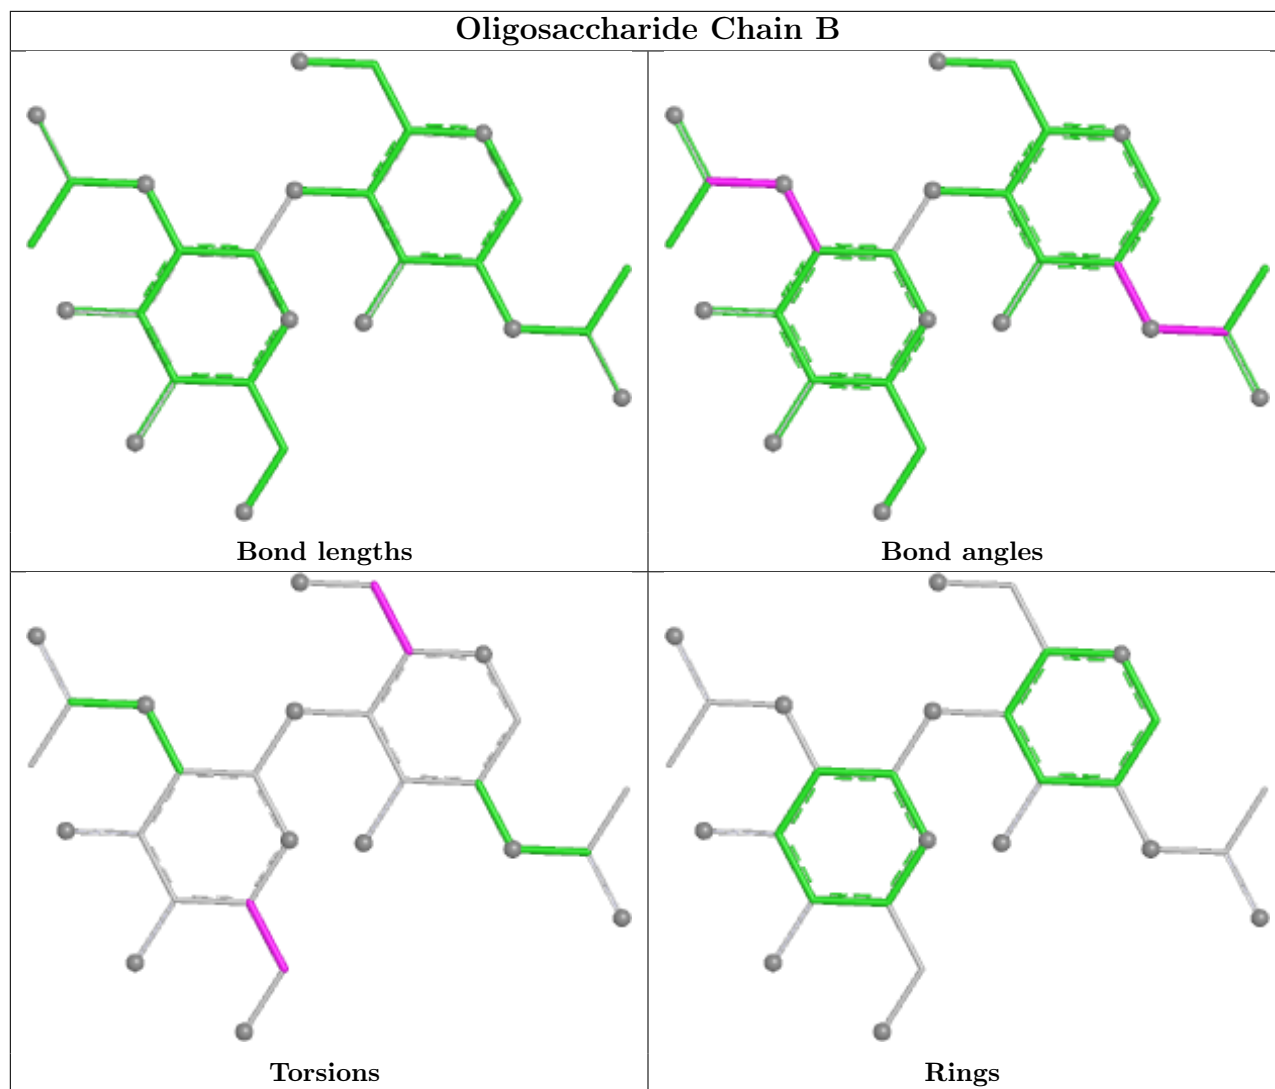 Oligosaccharide Chain B
Bond lengths
Bond angles
Torsions
Rings